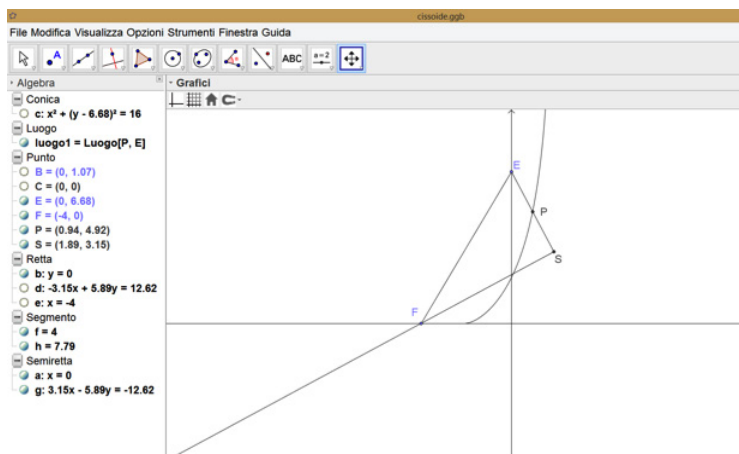 cissoide.ggb
File Modifica Visualizza Opzioni Strumenti Finestra Guida
A ABC a=2
Algebra
Grafici
Conica
c: x² + (y - 6.68)² = 16
Luogo
luogo1 = Luogo[P, E]
Punto
B = (0, 1.07)
C = (0, 0)
E = (0, 6.68)
F = (-4, 0)
P = (0.94, 4.92)
S = (1.89, 3.15)
Retta
b: y = 0
d: -3.15x + 5.89y = 12.62
e: x = -4
Segmento
f = 4
h = 7.79
Semiretta
a: x = 0
g: 3.15x - 5.89y = -12.62
E
P
S
F